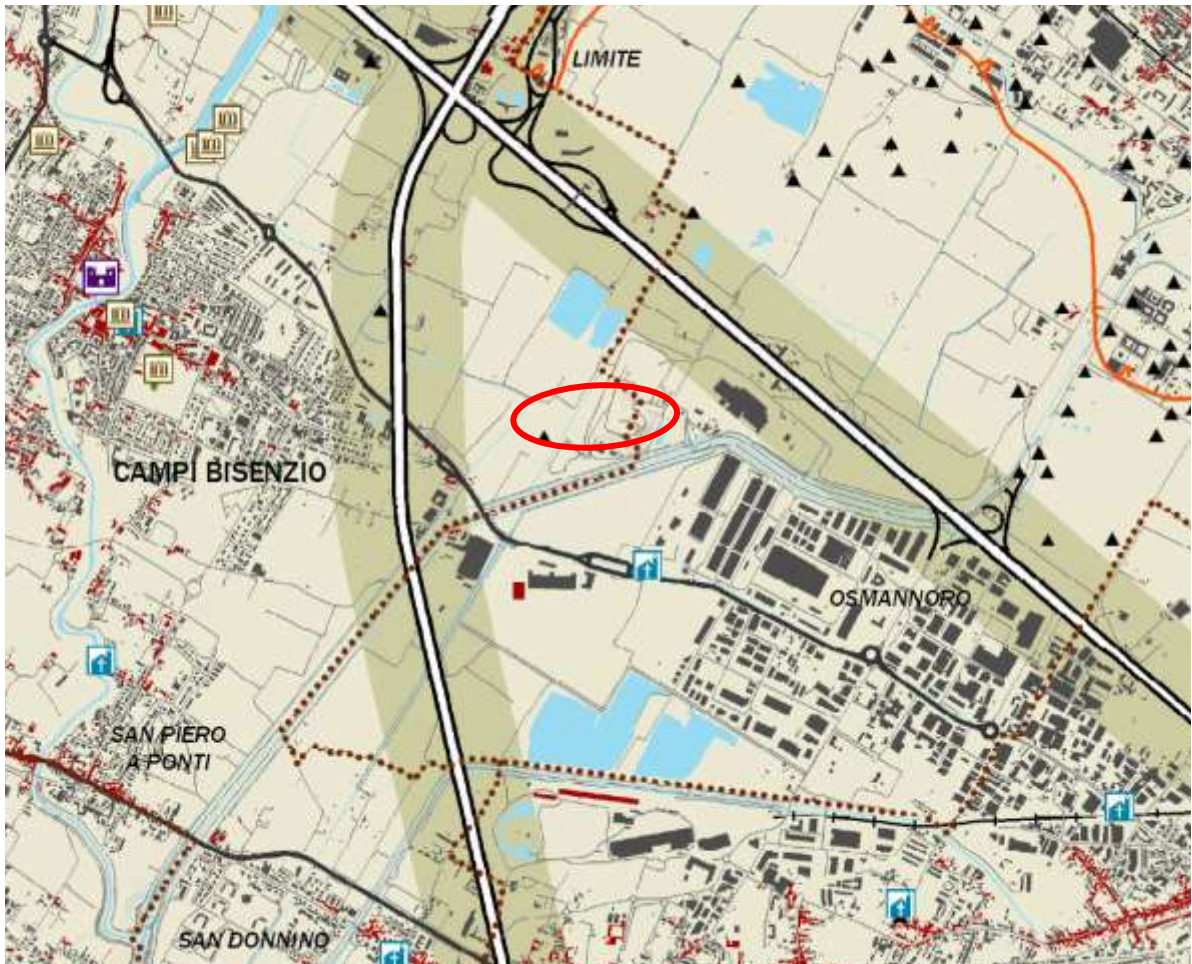 LIMITE
CAMPI BISENZIO
OSMANNORO
SAN PIERO
A PONTI
SAN DONNINO